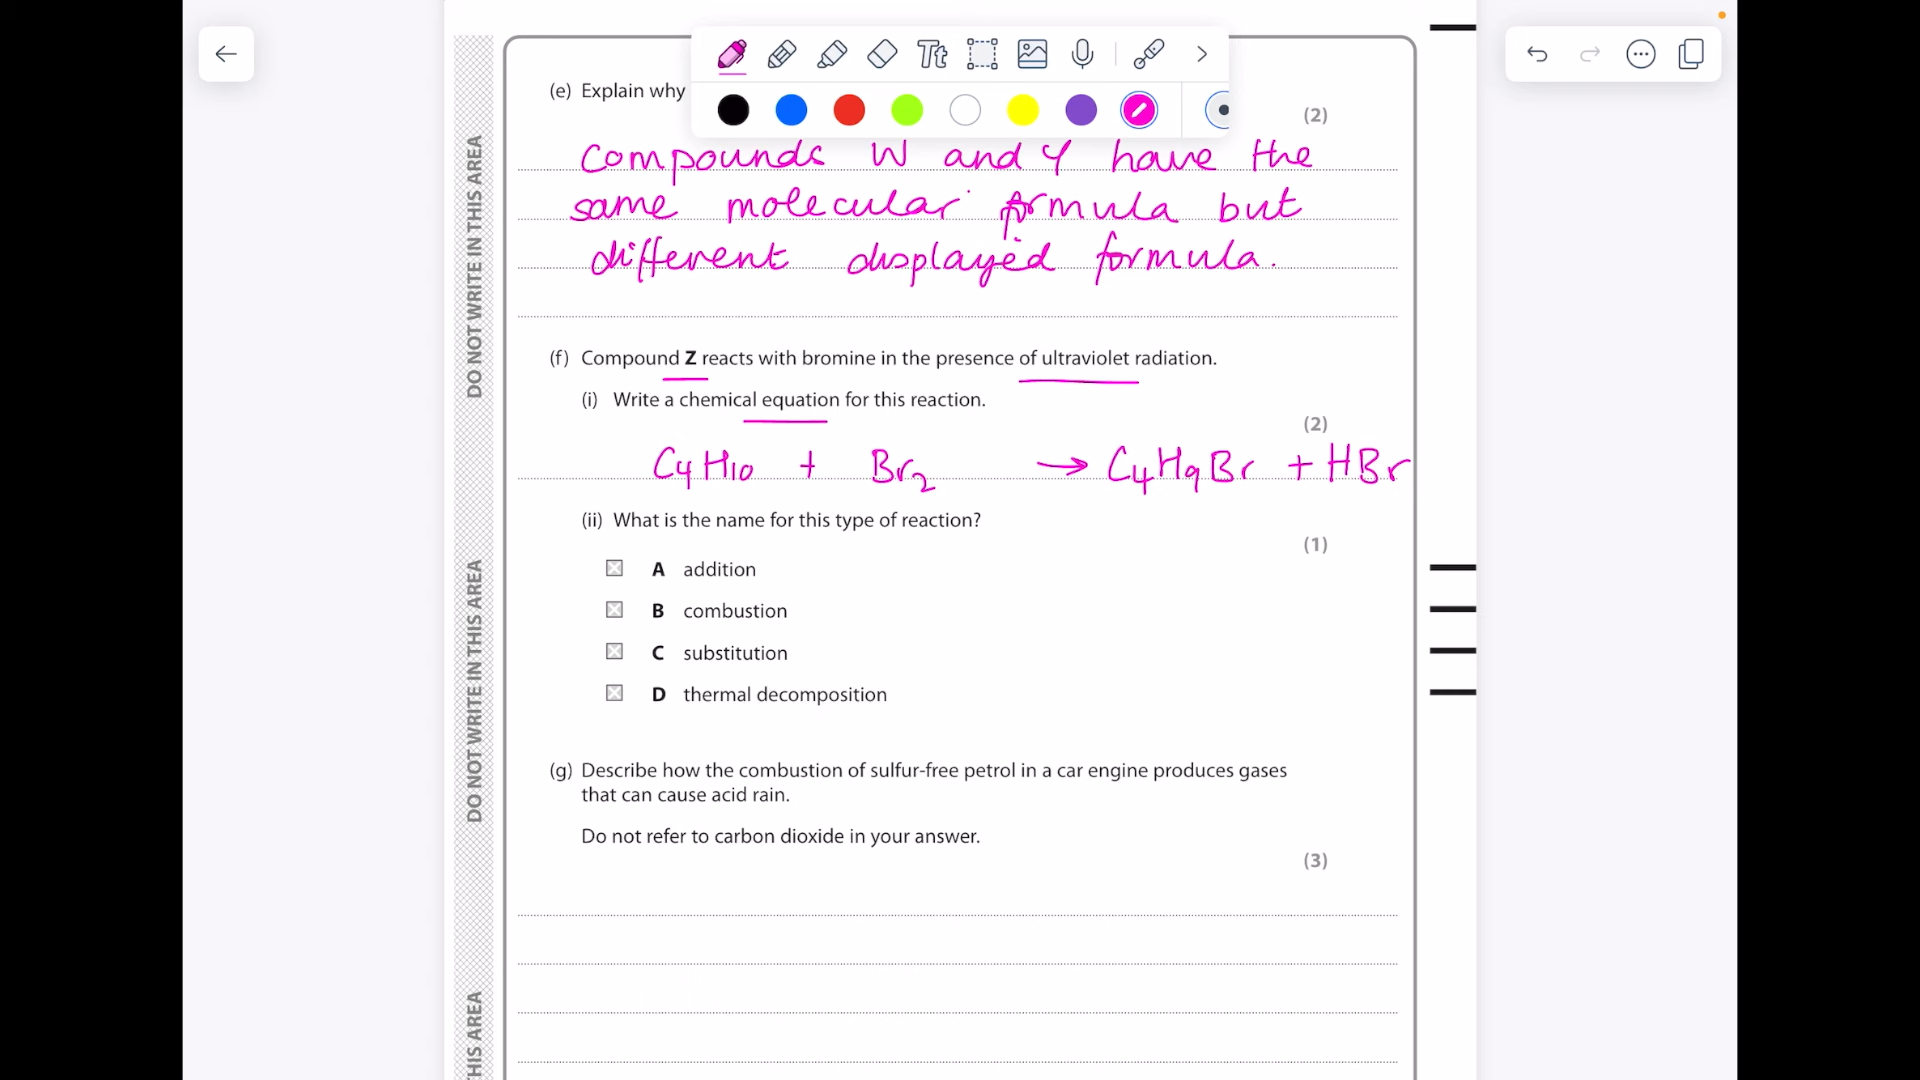 Tt
(e) Explain why
(2)
Compounds W and Y have the
same molecular formula but
different displayed formula.
(f) Compound Z reacts with bromine in the presence of ultraviolet radiation.
(i) Write a chemical equation for this reaction.
(2)
C4H10 + Br2 → C4H9Br + HBr
(ii) What is the name for this type of reaction?
(1)
A addition
B combustion
C substitution
D thermal decomposition
(g) Describe how the combustion of sulfur-free petrol in a car engine produces gases
that can cause acid rain.
Do not refer to carbon dioxide in your answer.
(3)
DO NOT WRITE IN THIS AREA
DO NOT WRITE IN THIS AREA
HIS AREA